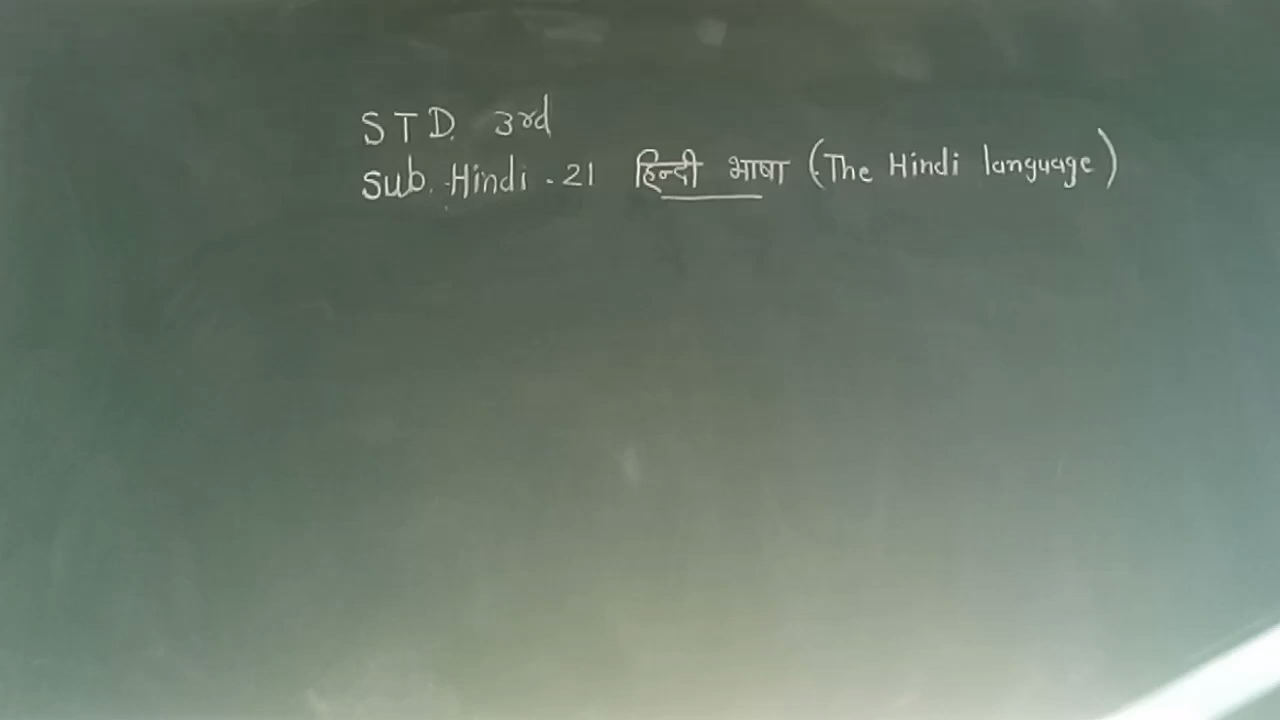 STD. 3rd
Sub. Hindi - 21 हिन्दी भाषा (The Hindi language)